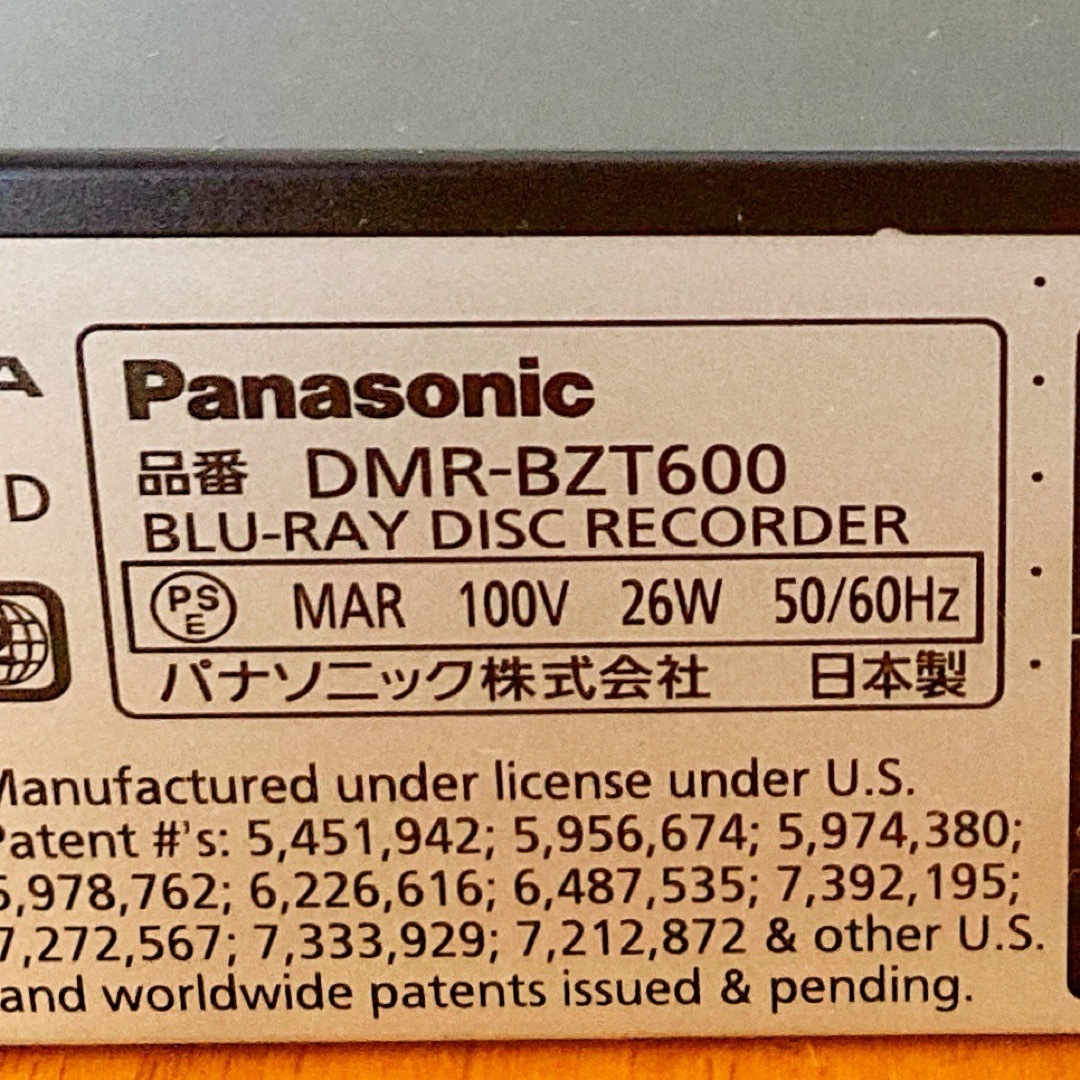 Panasonic
品番 DMR-BZT600
BLU-RAY DISC RECORDER
PSE MAR 100V 26W 50/60Hz
パナソニック株式会社 日本製
Manufactured under license under U.S.
Patent #'s: 5,451,942; 5,956,674; 5,974,380;
5,978,762; 6,226,616; 6,487,535; 7,392,195;
7,272,567; 7,333,929; 7,212,872 & other U.S.
and worldwide patents issued & pending.